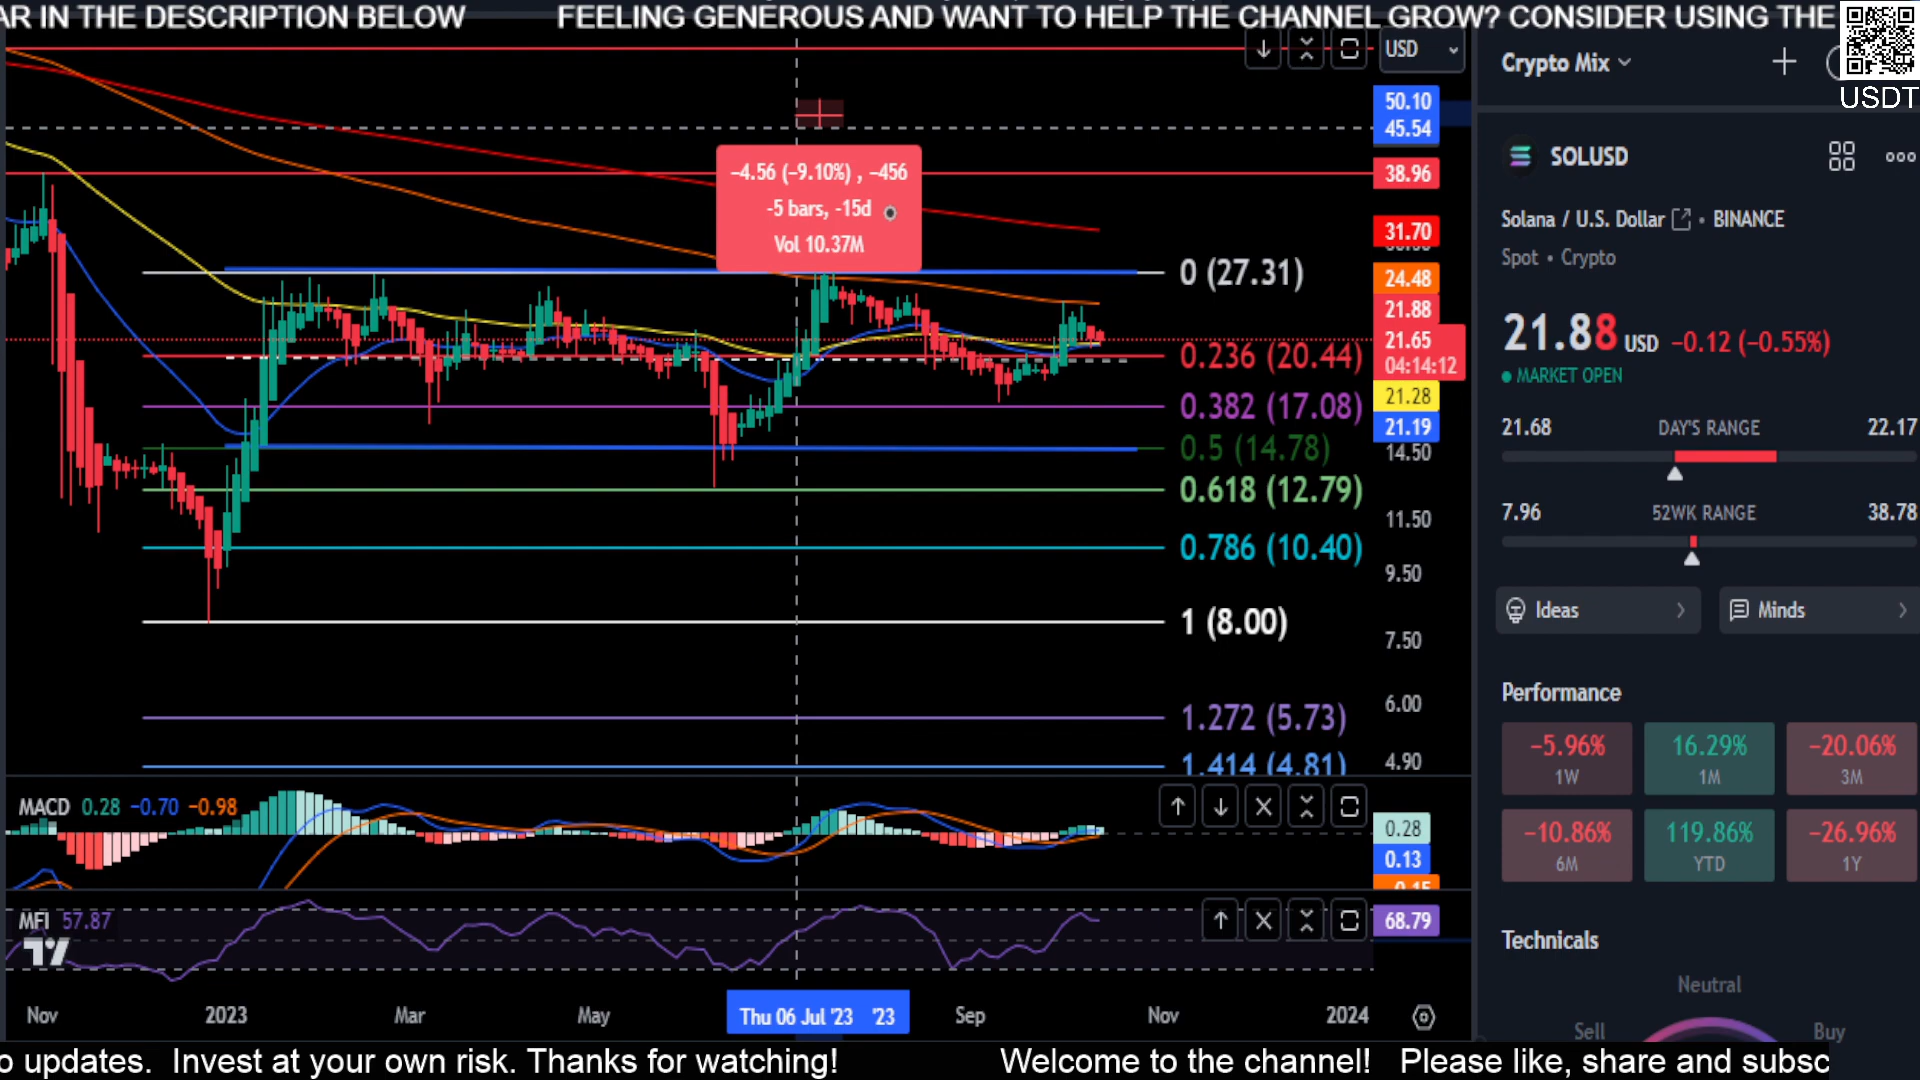 AR IN THE DESCRIPTION BELOW FEELING GENEROUS AND WANT TO HELP THE CHANNEL GROW? CONSIDER USING THE
USD
Crypto Mix
USDT
50.10
45.54
38.96
31.70
24.48
21.88
21.65
04:14:12
21.28
21.19
14.50
11.50
9.50
7.50
6.00
4.90
−4.56 (−9.10%) , −456
-5 bars, -15d
Vol 10.37M
0 (27.31)
0.236 (20.44)
0.382 (17.08)
0.5 (14.78)
0.618 (12.79)
0.786 (10.40)
1 (8.00)
1.272 (5.73)
1.414 (4.81)
MACD 0.28 −0.70 −0.98
0.28
0.13
MFI 57.87
68.79
Nov 2023 Mar May Thu 06 Jul '23 '23 Sep Nov 2024
SOLUSD
Solana / U.S. Dollar • BINANCE
Spot • Crypto
21.88 USD −0.12 (−0.55%)
MARKET OPEN
21.68 DAY'S RANGE 22.17
7.96 52WK RANGE 38.78
Ideas
Minds
Performance
−5.96% 16.29% −20.06%
1W 1M 3M
−10.86% 119.86% −26.96%
6M YTD 1Y
Technicals
Neutral
Sell Buy
o updates. Invest at your own risk. Thanks for watching! Welcome to the channel! Please like, share and subsc